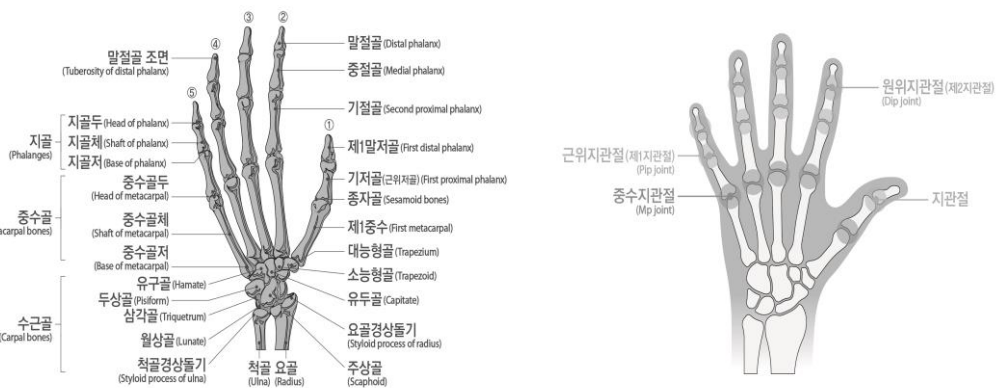 ③
②
④
말절골 조면
(Tuberosity of distal phalanx)
말절골 (Distal phalanx)
중절골 (Medial phalanx)
⑤
기절골 (Second proximal phalanx)
지골
(Phalanges)
지골두 (Head of phalanx)
지골체 (Shaft of phalanx)
지골저 (Base of phalanx)
①
제1말저골 (First distal phalanx)
기저골(근위저골) (First proximal phalanx)
종자골 (Sesamoid bones)
제1중수 (First metacarpal)
중수골
acarpal bones)
중수골두
(Head of metacarpal)
중수골체
(Shaft of metacarpal)
중수골저
(Base of metacarpal)
대능형골 (Trapezium)
소능형골 (Trapezoid)
유두골 (Capitate)
수근골
(Carpal bones)
유구골 (Hamate)
두상골 (Pisiform)
삼각골 (Triquetrum)
월상골 (Lunate)
척골경상돌기
(Styloid process of ulna)
척골
(Ulna)
요골
(Radius)
요골경상돌기
(Styloid process of radius)
주상골
(Scaphoid)
원위지관절 (제2지관절)
(Dip joint)
근위지관절 (제1지관절)
(Pip joint)
중수지관절
(Mp joint)
지관절